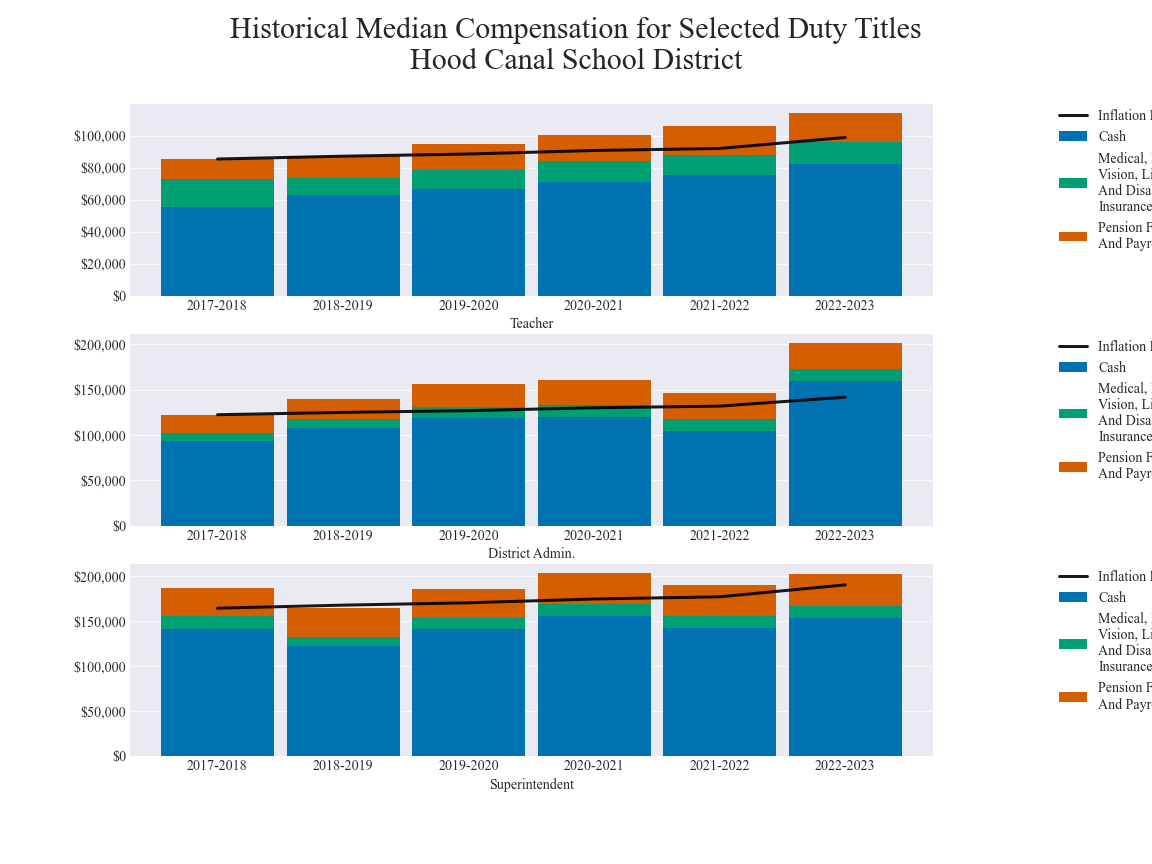 Historical Median Compensation for Selected Duty Titles
Hood Canal School District
$100,000
$80,000
$60,000
$40,000
$20,000
$0
2017-2018 2018-2019 2019-2020 2020-2021 2021-2022 2022-2023
Teacher
Inflation
Cash
Medical,
Vision,
And
Insurance
Pension
And
$200,000
$150,000
$100,000
$50,000
$0
2017-2018 2018-2019 2019-2020 2020-2021 2021-2022 2022-2023
District Admin.
Inflation
Cash
Medical,
Vision,
And
Insurance
Pension
And
$200,000
$150,000
$100,000
$50,000
$0
2017-2018 2018-2019 2019-2020 2020-2021 2021-2022 2022-2023
Superintendent
Inflation
Cash
Medical,
Vision,
And
Insurance
Pension
And